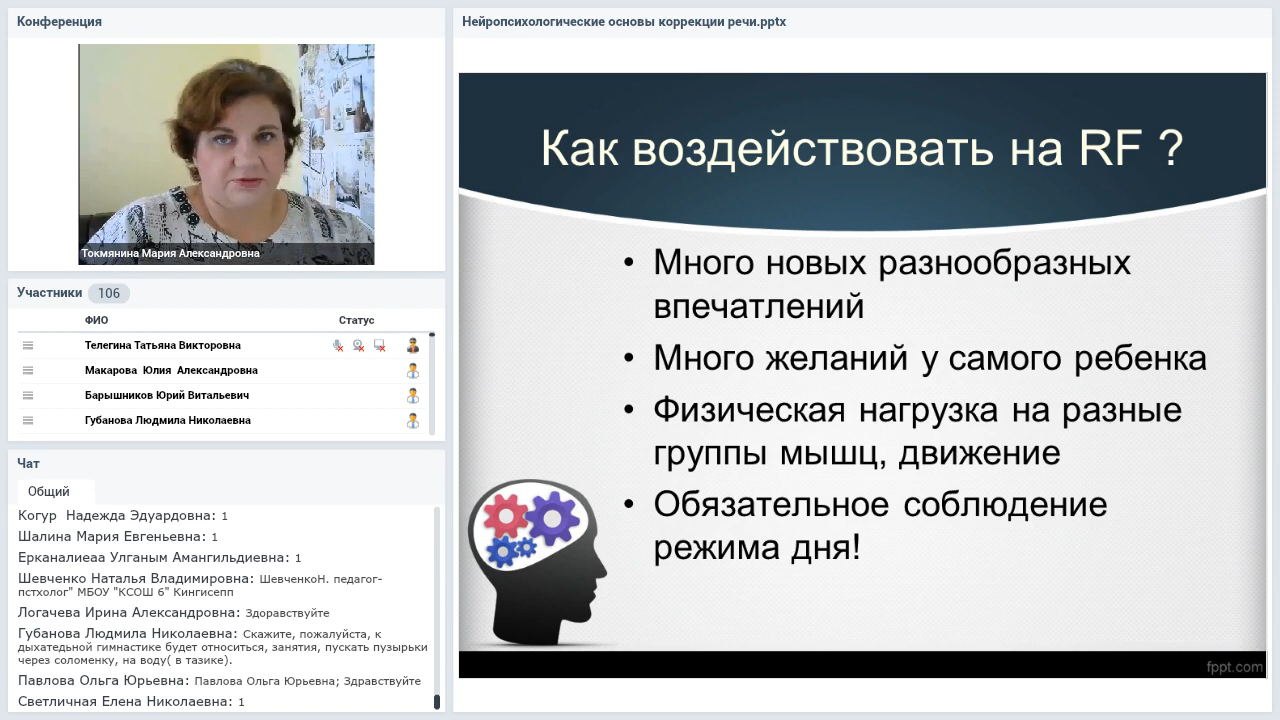 Конференция
Токмянина Мария Александровна
Участники 106
ФИО Статус
Телегина Татьяна Викторовна
Макарова Юлия Александровна
Барышников Юрий Витальевич
Губанова Людмила Николаевна
Чат
Общий
Когур Надежда Эдуардовна: 1
Шалина Мария Евгеньевна: 1
Ерканалиеаа Улганым Амангильдиевна: 1
Шевченко Наталья Владимировна: ШевченкоН. педагог-
пстхолог" МБОУ "КСОШ 6" Кингисепп
Логачева Ирина Александровна: Здоравствуйте
Губанова Людмила Николаевна: Скажите, пожалуйста, к
дыхатедьной гимнастике будет относиться, занятия, пускать пузырьки
через соломенку, на воду( в тазике).
Павлова Ольга Юрьевна: Павлова Ольга Юрьевна; Здравствуйте
Светличная Елена Николаевна: 1
Нейропсихологические основы коррекции речи.pptx
Как воздействовать на RF ?
• Много новых разнообразных
впечатлений
• Много желаний у самого ребенка
• Физическая нагрузка на разные
группы мышц, движение
• Обязательное соблюдение
режима дня!
fppt.com